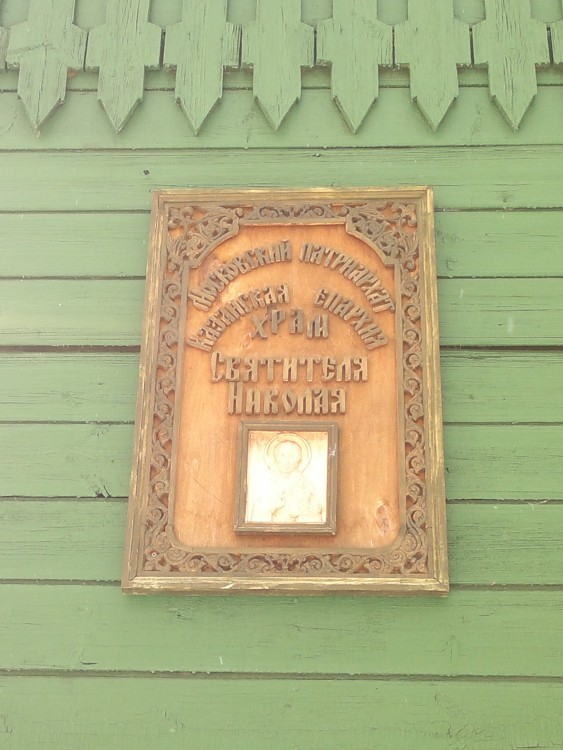 Московский Патриархат
Казанская Епархия
Храм
Святителя
Николая